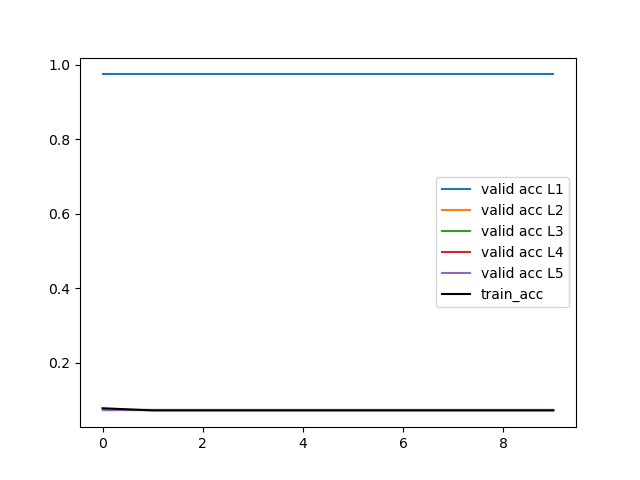 1.0
0.8
0.6
0.4
0.2
0 2 4 6 8
valid acc L1
valid acc L2
valid acc L3
valid acc L4
valid acc L5
train_acc